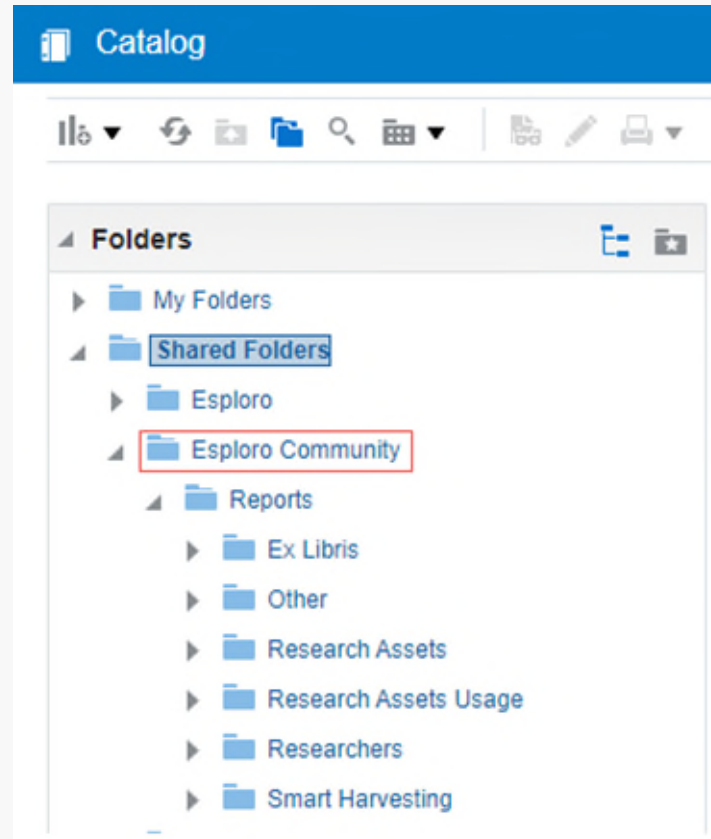 Catalog
Folders
My Folders
Shared Folders
Esploro
Esploro Community
Reports
Ex Libris
Other
Research Assets
Research Assets Usage
Researchers
Smart Harvesting